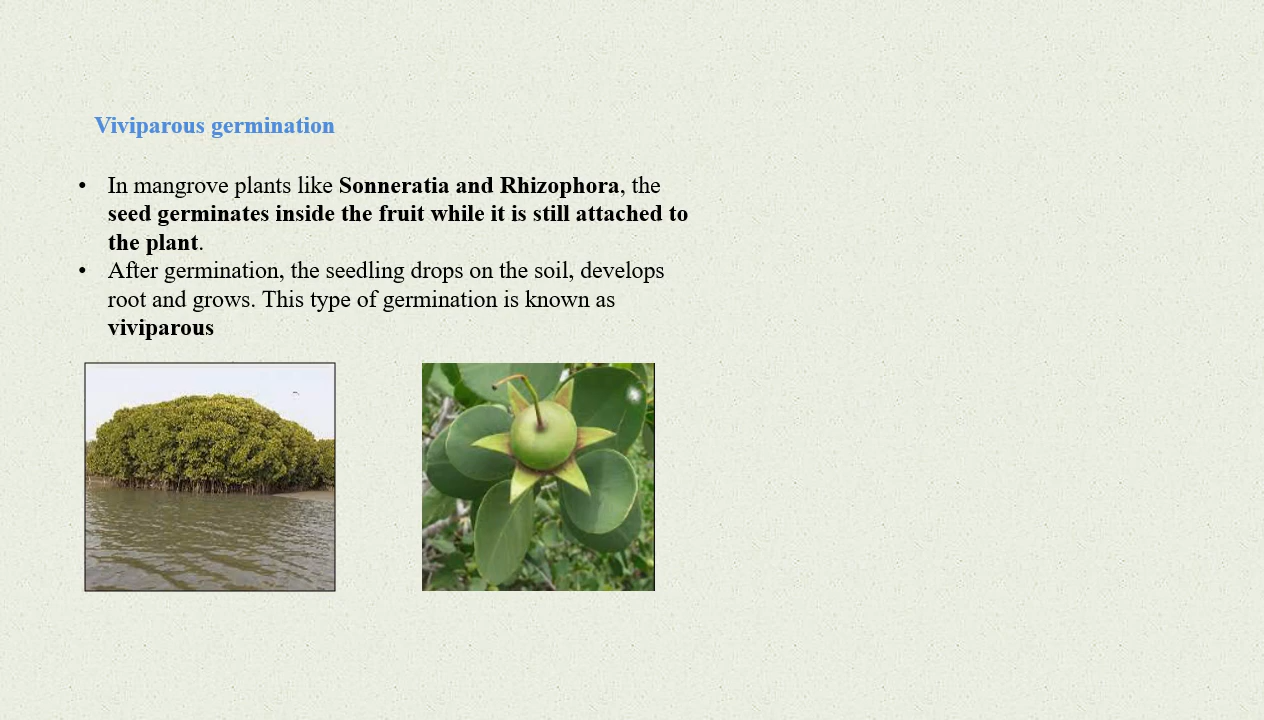 Viviparous germination
• In mangrove plants like Sonneratia and Rhizophora, the
seed germinates inside the fruit while it is still attached to
the plant.
• After germination, the seedling drops on the soil, develops
root and grows. This type of germination is known as
viviparous